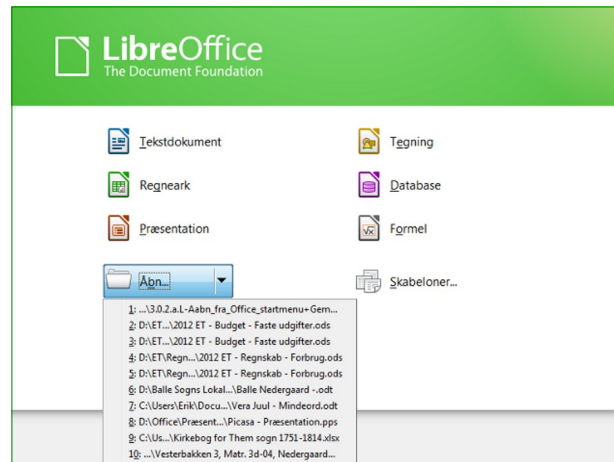 LibreOffice
The Document Foundation
Tekstdokument
Tegning
Regneark
Database
Præsentation
Formel
Åbn...
Skabeloner...
1: ...\3.0.2.a.L-Aabn_fra_Office_startmenu+Gem...
2: D:\ET...\2012 ET - Budget - Faste udgifter.ods
3: D:\ET...\2012 ET - Budget - Faste udgifter.ods
4: D:\ET\Regn...\2012 ET - Regnskab - Forbrug.ods
5: D:\ET\Regn...\2012 ET - Regnskab - Forbrug.ods
6: D:\Balle Sogns Lokal...\Balle Nedergaard -.odt
7: C:\Users\Erik\Docu...\Vera Juul - Mindeord.odt
8: D:\Office\Præsent...\Picasa - Præsentation.pps
9: C:\Us...\Kirkebog for Them sogn 1751-1814.xlsx
10: ...\Vesterbakken 3, Matr. 3d-04, Nedergaard...